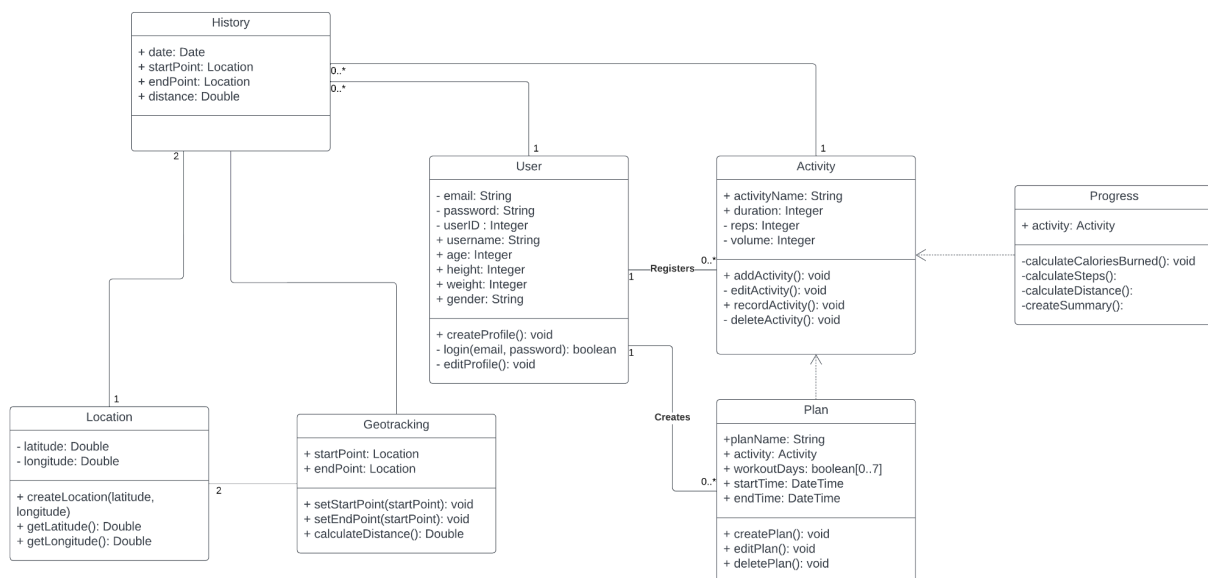 History
+ date: Date
+ startPoint: Location
+ endPoint: Location
+ distance: Double
0..*
0..*
2
1
1
User
- email: String
- password: String
- userID : Integer
+ username: String
+ age: Integer
+ height: Integer
+ weight: Integer
+ gender: String
+ createProfile(): void
- login(email, password): boolean
- editProfile(): void
1
Registers
0..*
Activity
+ activityName: String
+ duration: Integer
- reps: Integer
- volume: Integer
+ addActivity(): void
- editActivity(): void
+ recordActivity(): void
- deleteActivity(): void
Progress
+ activity: Activity
-calculateCaloriesBurned(): void
-calculateSteps():
-calculateDistance():
-createSummary():
1
Creates
0..*
1
Location
- latitude: Double
- longitude: Double
+ createLocation(latitude,
longitude)
+ getLatitude(): Double
+ getLongitude(): Double
2
Geotracking
+ startPoint: Location
+ endPoint: Location
+ setStartPoint(startPoint): void
+ setEndPoint(startPoint): void
+ calculateDistance(): Double
Plan
+planName: String
+ activity: Activity
+ workoutDays: boolean[0..7]
+ startTime: DateTime
+ endTime: DateTime
+ createPlan(): void
+ editPlan(): void
+ deletePlan(): void